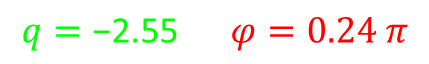 q = −2.55 φ = 0.24 π